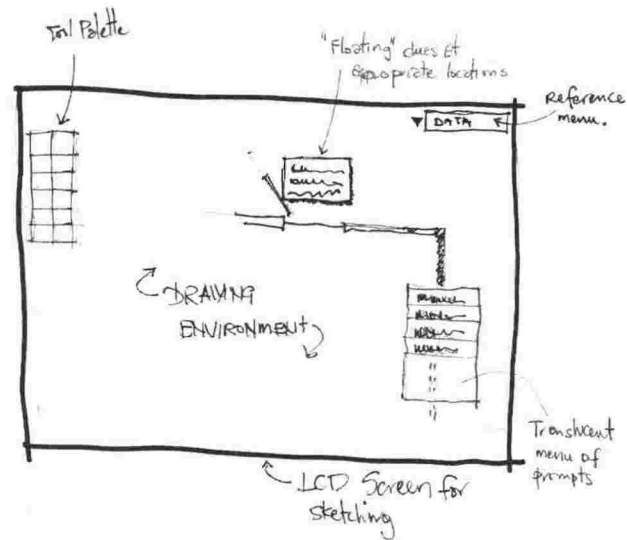 Tool Palette
"Floating" clues at
appropriate locations
Reference
menu.
▼ DATA
DRAWING
ENVIRONMENT
Translucent
menu of
prompts
LCD Screen for
sketching